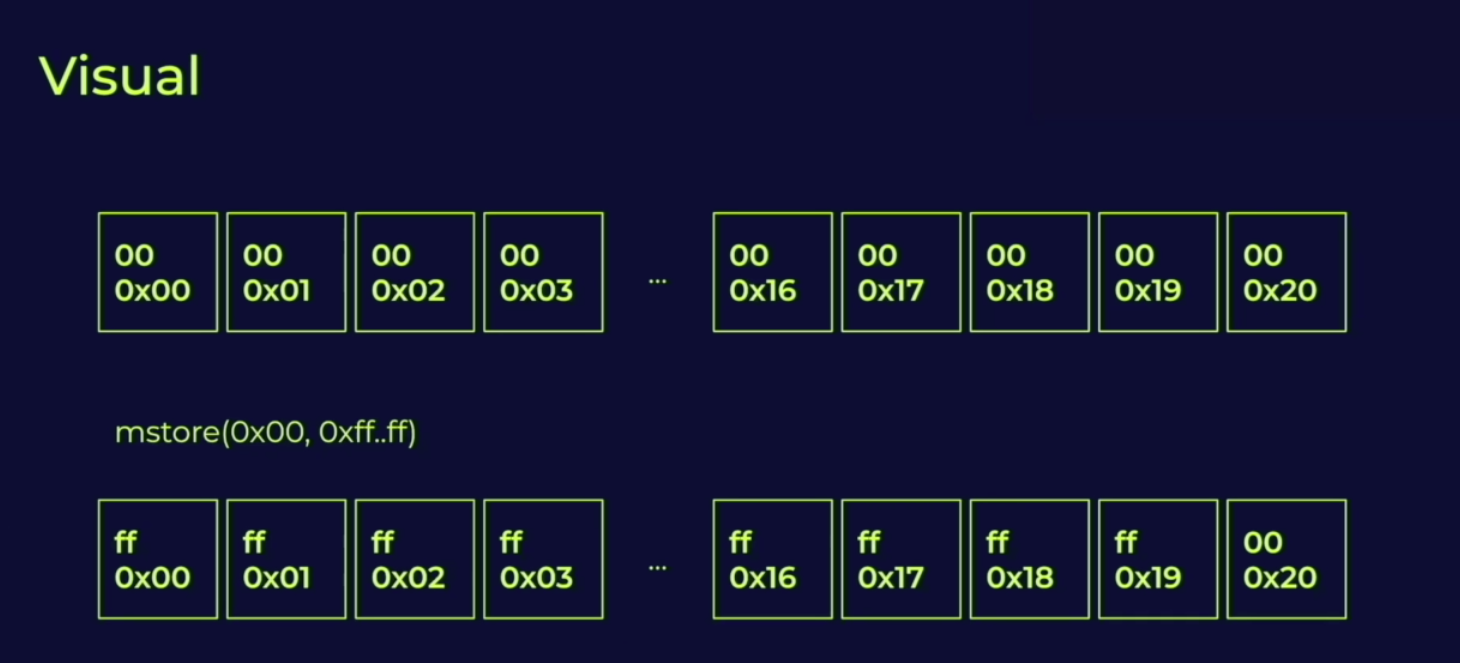 Visual
00 00 00 00 ... 00 00 00 00 00
0x00 0x01 0x02 0x03 0x16 0x17 0x18 0x19 0x20
mstore(0x00, 0xff..ff)
ff ff ff ff ... ff ff ff ff 00
0x00 0x01 0x02 0x03 0x16 0x17 0x18 0x19 0x20